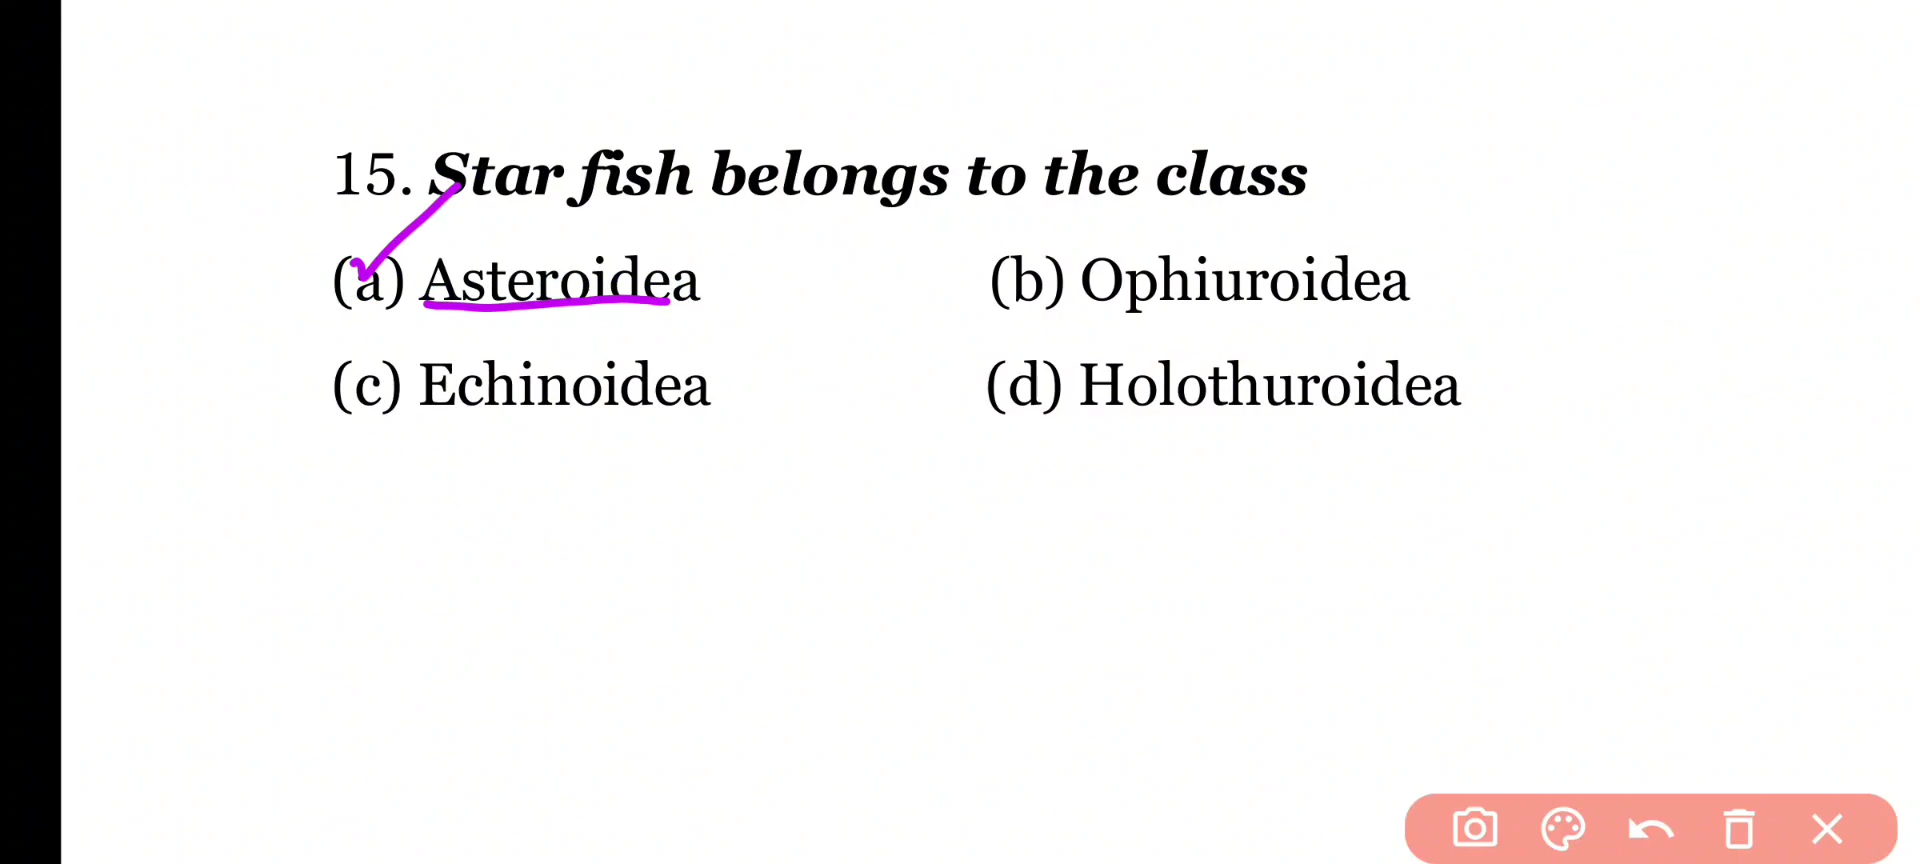 15. Star fish belongs to the class
(a) Asteroidea (b) Ophiuroidea
(c) Echinoidea (d) Holothuroidea